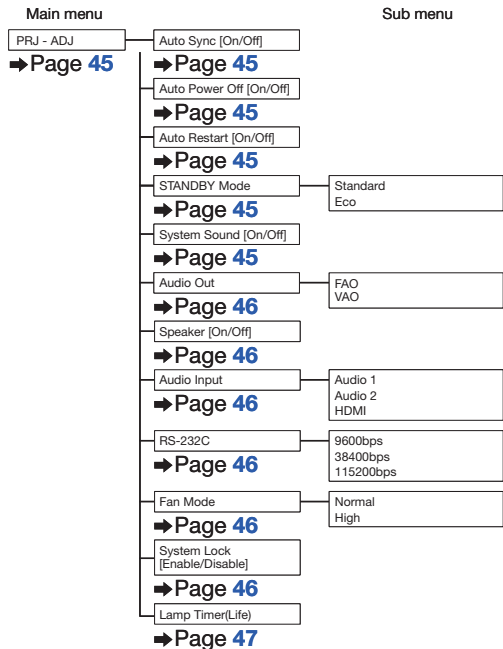 Main menu
Sub menu
PRJ - ADJ
➡Page 45
Auto Sync [On/Off]
➡Page 45
Auto Power Off [On/Off]
➡Page 45
Auto Restart [On/Off]
➡Page 45
STANDBY Mode
➡Page 45
Standard
Eco
System Sound [On/Off]
➡Page 45
Audio Out
➡Page 46
FAO
VAO
Speaker [On/Off]
➡Page 46
Audio Input
➡Page 46
Audio 1
Audio 2
HDMI
RS-232C
➡Page 46
9600bps
38400bps
115200bps
Fan Mode
➡Page 46
Normal
High
System Lock
[Enable/Disable]
➡Page 46
Lamp Timer(Life)
➡Page 47